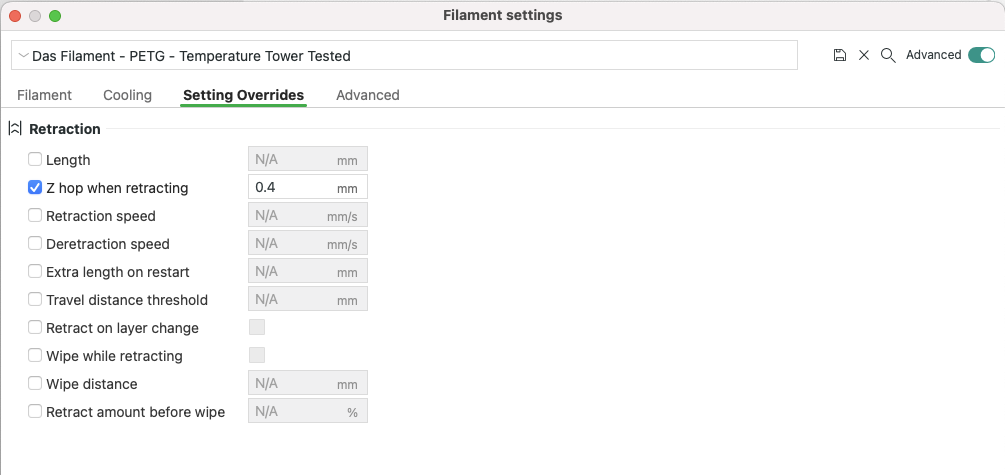 Filament settings
Das Filament - PETG - Temperature Tower Tested
Advanced
Filament Cooling Setting Overrides Advanced
Retraction
Length N/A mm
Z hop when retracting 0.4 mm
Retraction speed N/A mm/s
Deretraction speed N/A mm/s
Extra length on restart N/A mm
Travel distance threshold N/A mm
Retract on layer change
Wipe while retracting
Wipe distance N/A mm
Retract amount before wipe N/A %